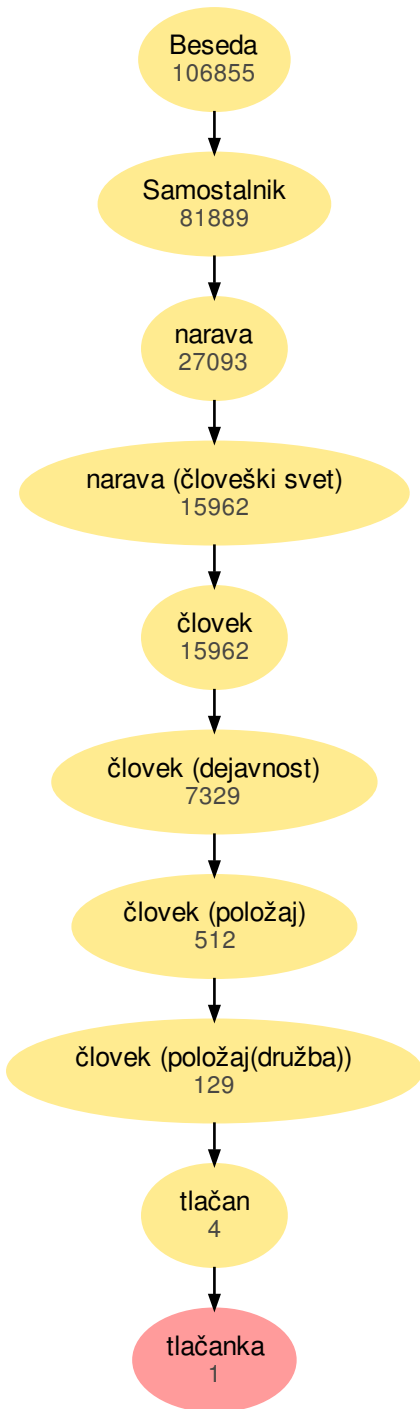 Beseda
106855
Samostalnik
81889
narava
27093
narava (človeški svet)
15962
človek
15962
človek (dejavnost)
7329
človek (položaj)
512
človek (položaj(družba))
129
tlačan
4
tlačanka
1